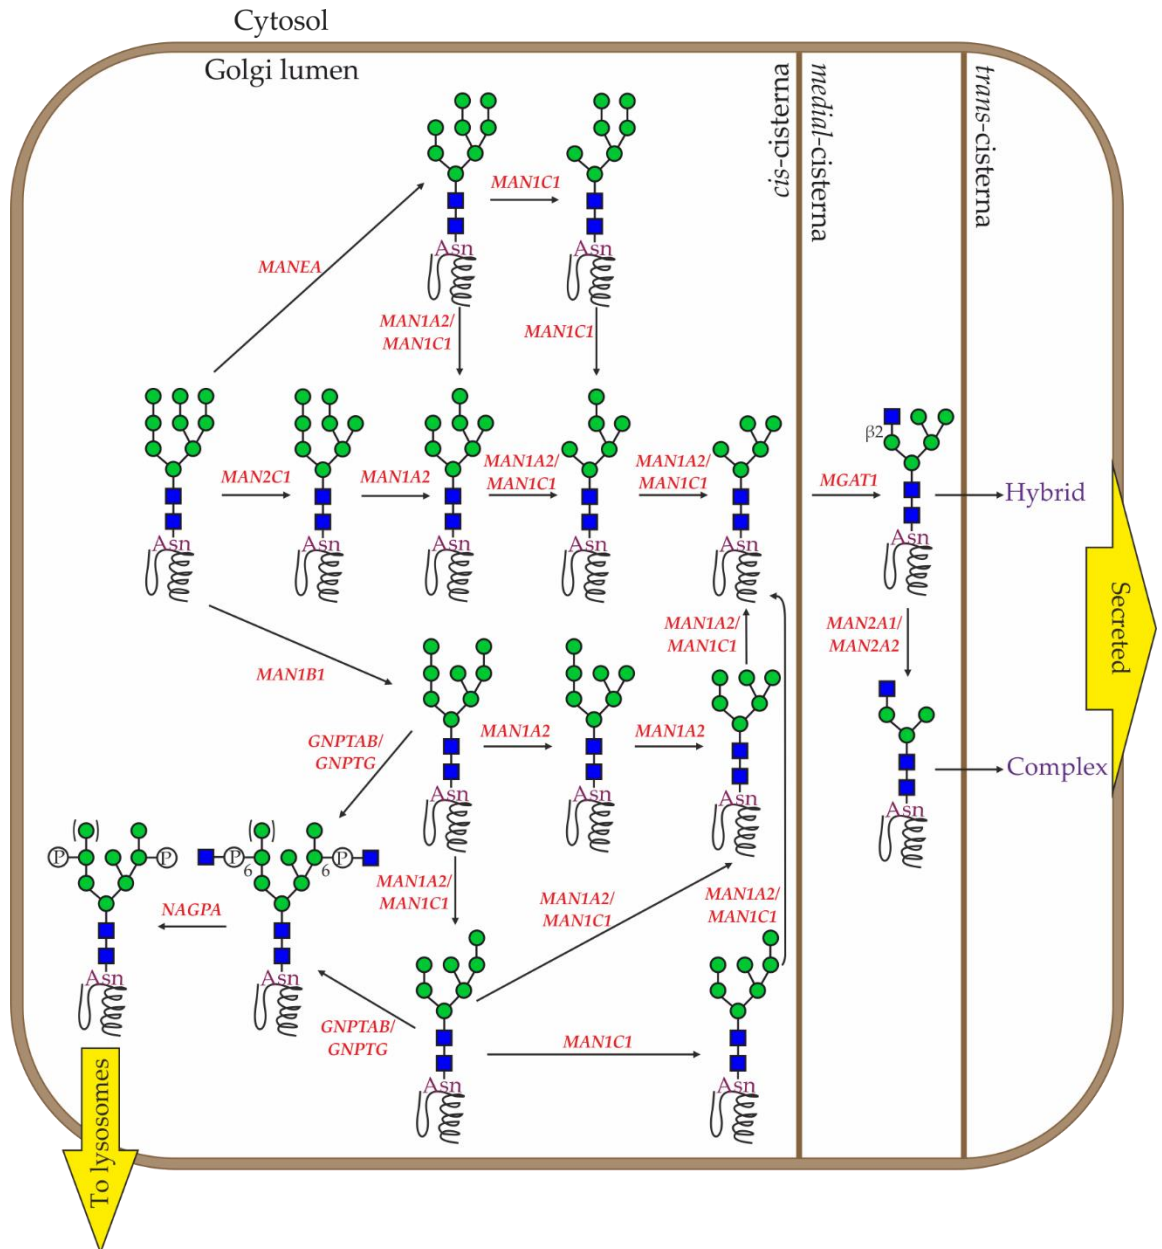 Cytosol
Golgi lumen
cis-cisterna
medial-cisterna
trans-cisterna
MAN1C1
Asn
Asn
MANEA
MAN1A2/
MAN1C1
MAN1C1
β2
MAN2C1
MAN1A2
MAN1A2/
MAN1C1
MAN1A2/
MAN1C1
MGAT1
Hybrid
Asn
Asn
Asn
Asn
Asn
Asn
Secreted
MAN1B1
MAN1A2/
MAN1C1
MAN2A1/
MAN2A2
GNPTAB/
GNPTG
MAN1A2
MAN1A2
Complex
Asn
Asn
Asn
Asn
P
P
P
P
6
6
NAGPA
MAN1A2/
MAN1C1
MAN1A2/
MAN1C1
MAN1A2/
MAN1C1
Asn
Asn
GNPTAB/
GNPTG
MAN1C1
Asn
Asn
To lysosomes